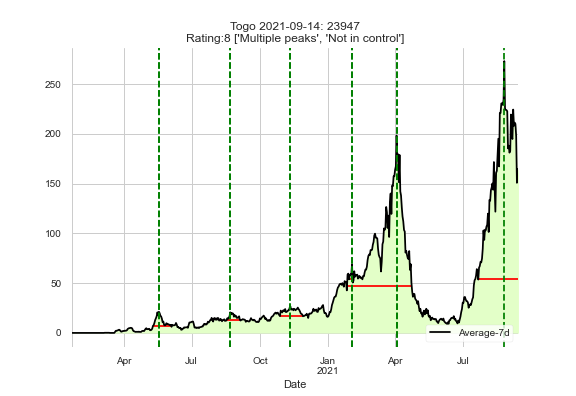 Togo 2021-09-14: 23947
Rating:8 ['Multiple peaks', 'Not in control']
250
200
150
100
50
0
Average-7d
Apr
Jul
Oct
Jan
2021
Apr
Jul
Date